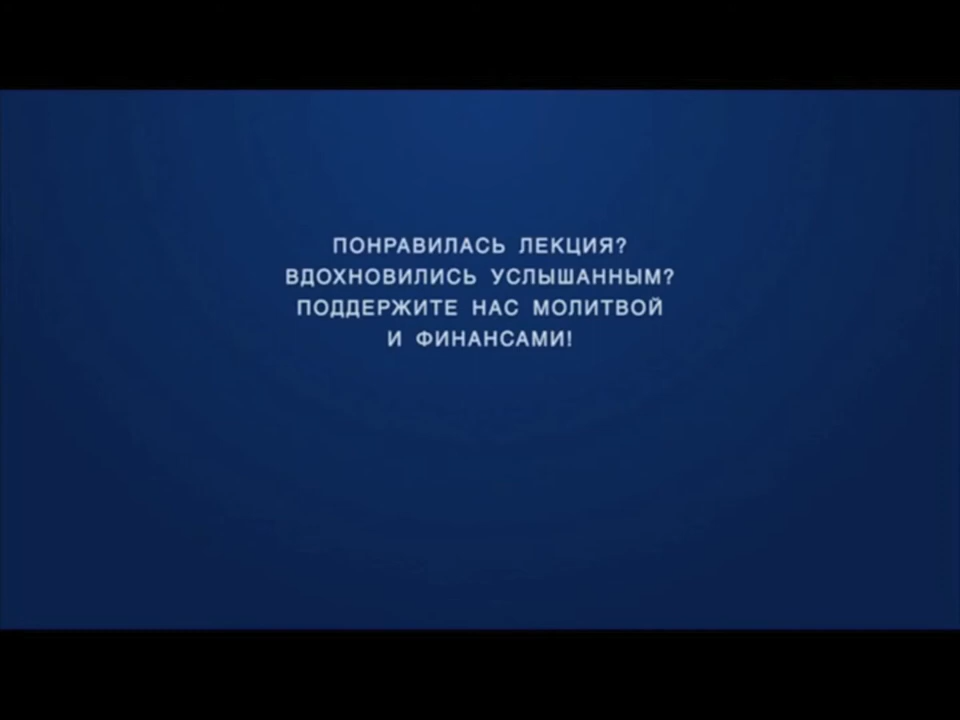 ПОНРАВИЛАСЬ ЛЕКЦИЯ?
ВДОХНОВИЛИСЬ УСЛЫШАННЫМ?
ПОДДЕРЖИТЕ НАС МОЛИТВОЙ
И ФИНАНСАМИ!